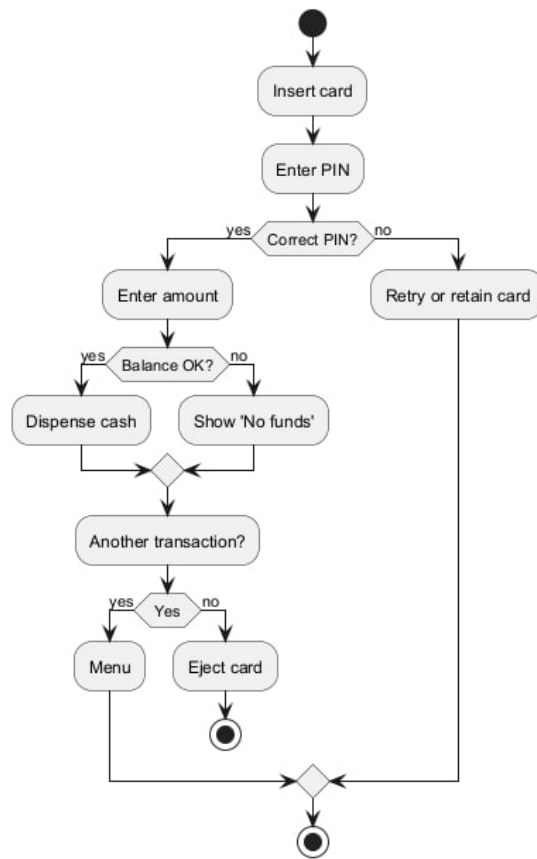 Insert card
Enter PIN
yes
Correct PIN?
no
Enter amount
Retry or retain card
yes
Balance OK?
no
Dispense cash
Show 'No funds'
Another transaction?
yes
Yes
no
Menu
Eject card